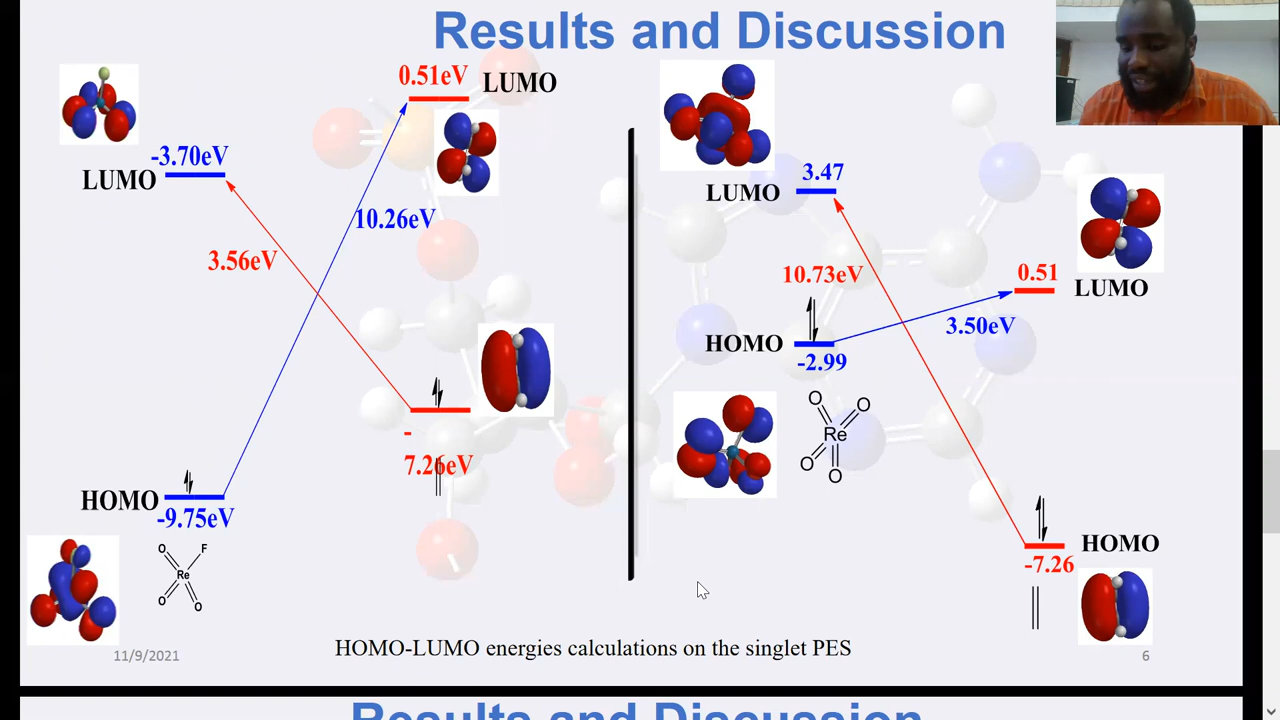 Results and Discussion
0.51eV
LUMO
-3.70eV
LUMO
10.26eV
3.56eV
-
7.26eV
HOMO
-9.75eV
O
F
Re
O
O
LUMO
3.47
10.73eV
0.51
LUMO
3.50eV
HOMO
-2.99
O
O
Re
O
O
HOMO
-7.26
HOMO-LUMO energies calculations on the singlet PES
11/9/2021
6
Results and Discussion